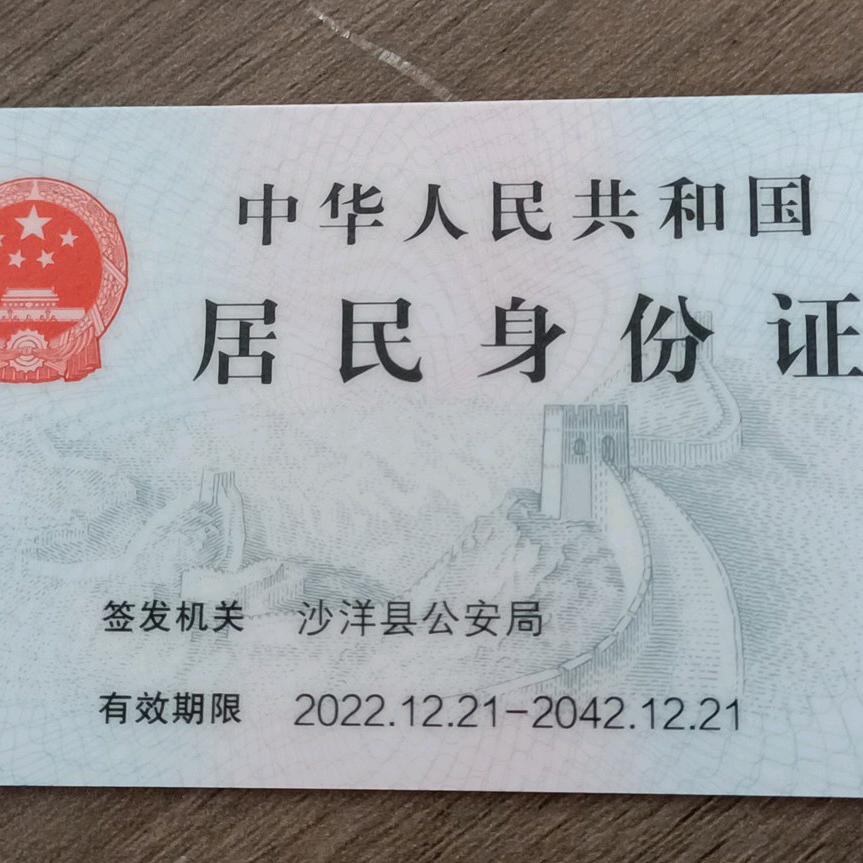 中华人民共和国
居民身份证
签发机关 沙洋县公安局
有效期限 2022.12.21-2042.12.21